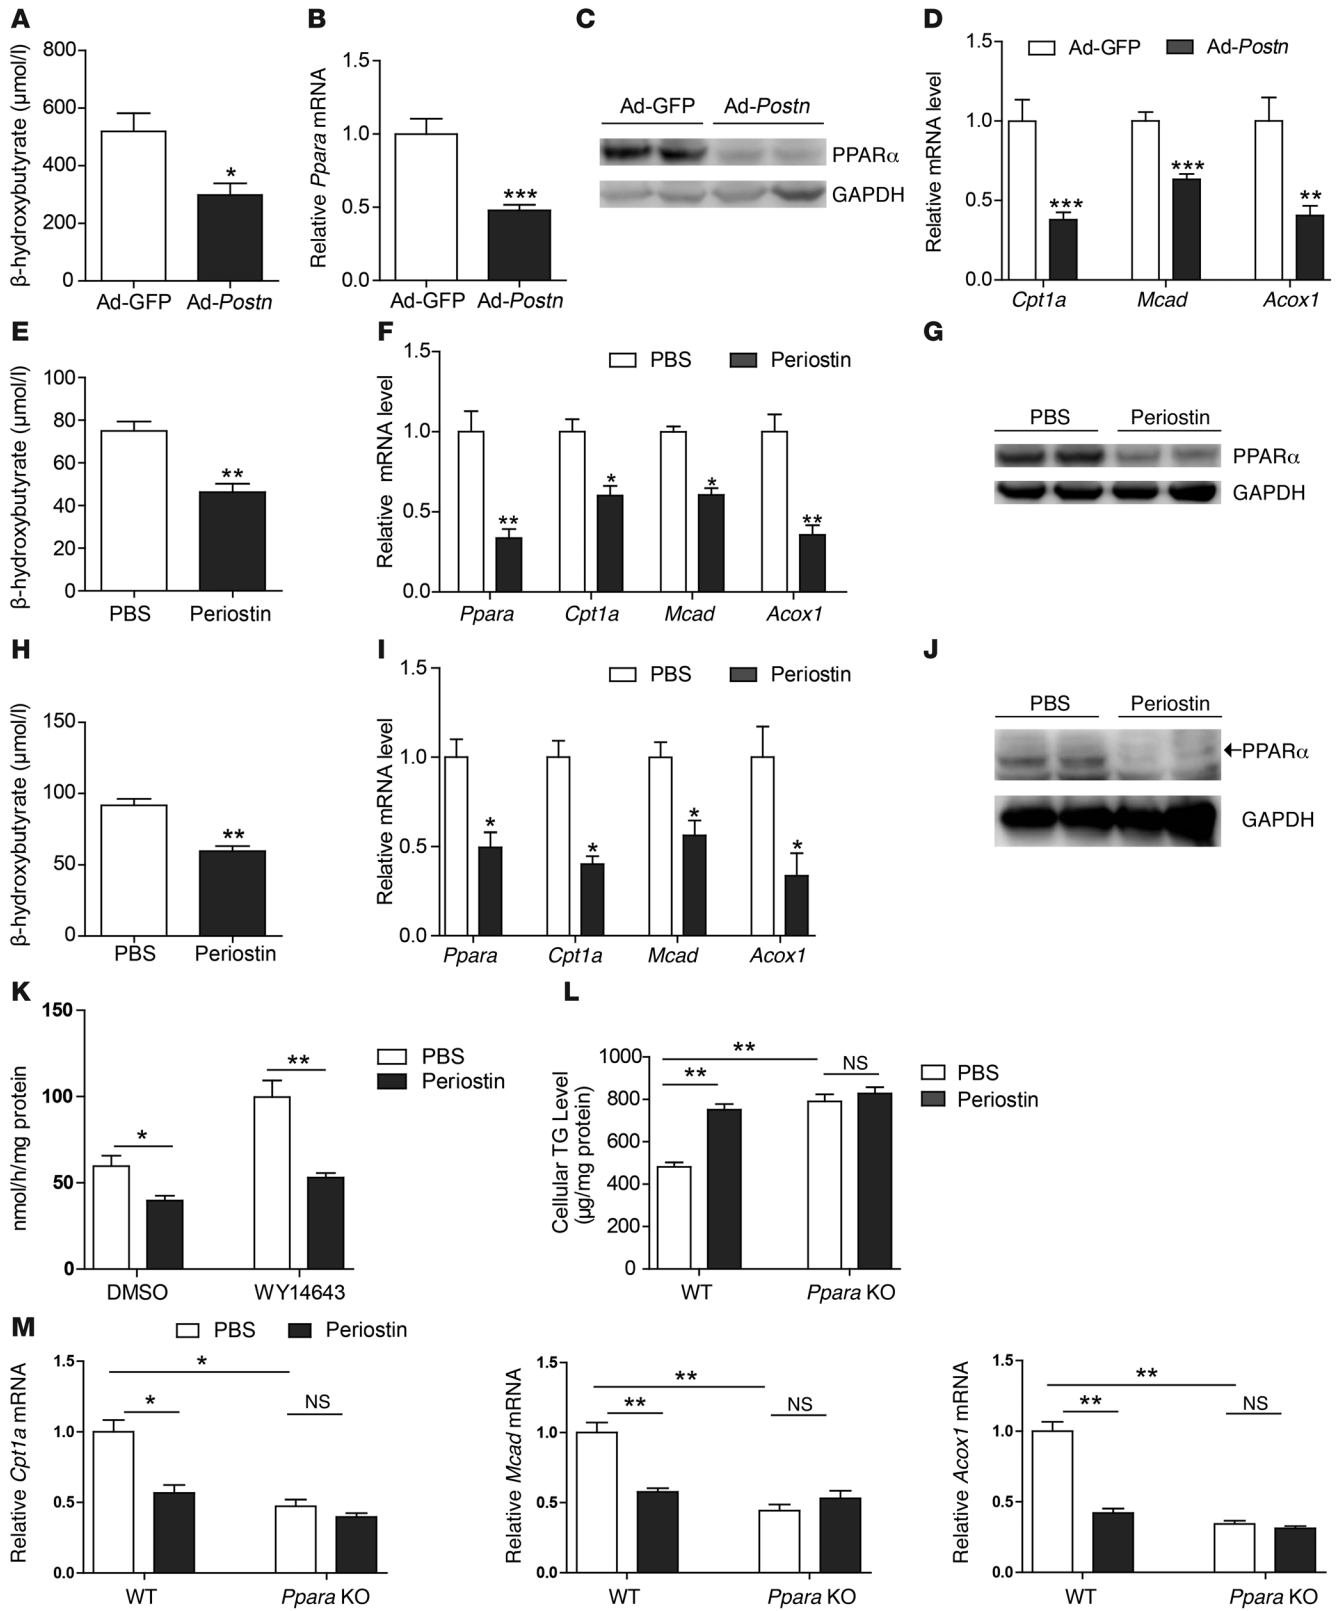 A
β-hydroxybutyrate (μmol/l)
800
600
400
200
0
*
Ad-GFP Ad-Postn
B
Relative Ppara mRNA
1.5
1.0
0.5
0.0
***
Ad-GFP Ad-Postn
C
Ad-GFP Ad-Postn
PPARα
GAPDH
D
Ad-GFP Ad-Postn
Relative mRNA level
1.5
1.0
0.5
0.0
*** *** **
Cpt1a Mcad Acox1
E
β-hydroxybutyrate (μmol/l)
100
80
60
40
20
0
**
PBS Periostin
F
PBS Periostin
Relative mRNA level
1.5
1.0
0.5
0.0
** * * **
Ppara Cpt1a Mcad Acox1
G
PBS Periostin
PPARα
GAPDH
H
β-hydroxybutyrate (μmol/l)
150
100
50
0
**
PBS Periostin
I
PBS Periostin
Relative mRNA level
1.5
1.0
0.5
0.0
* * * *
Ppara Cpt1a Mcad Acox1
J
PBS Periostin
PPARα
GAPDH
K
nmol/h/mg protein
150
100
50
0
* **
DMSO WY14643
PBS
Periostin
L
Cellular TG Level
(μg/mg protein)
1000
800
600
400
200
0
**
** NS
WT Ppara KO
PBS
Periostin
M
PBS Periostin
Relative Cpt1a mRNA
1.5
1.0
0.5
0.0
*
* NS
WT Ppara KO
Relative Mcad mRNA
1.5
1.0
0.5
0.0
**
** NS
WT Ppara KO
Relative Acox1 mRNA
1.5
1.0
0.5
0.0
**
** NS
WT Ppara KO